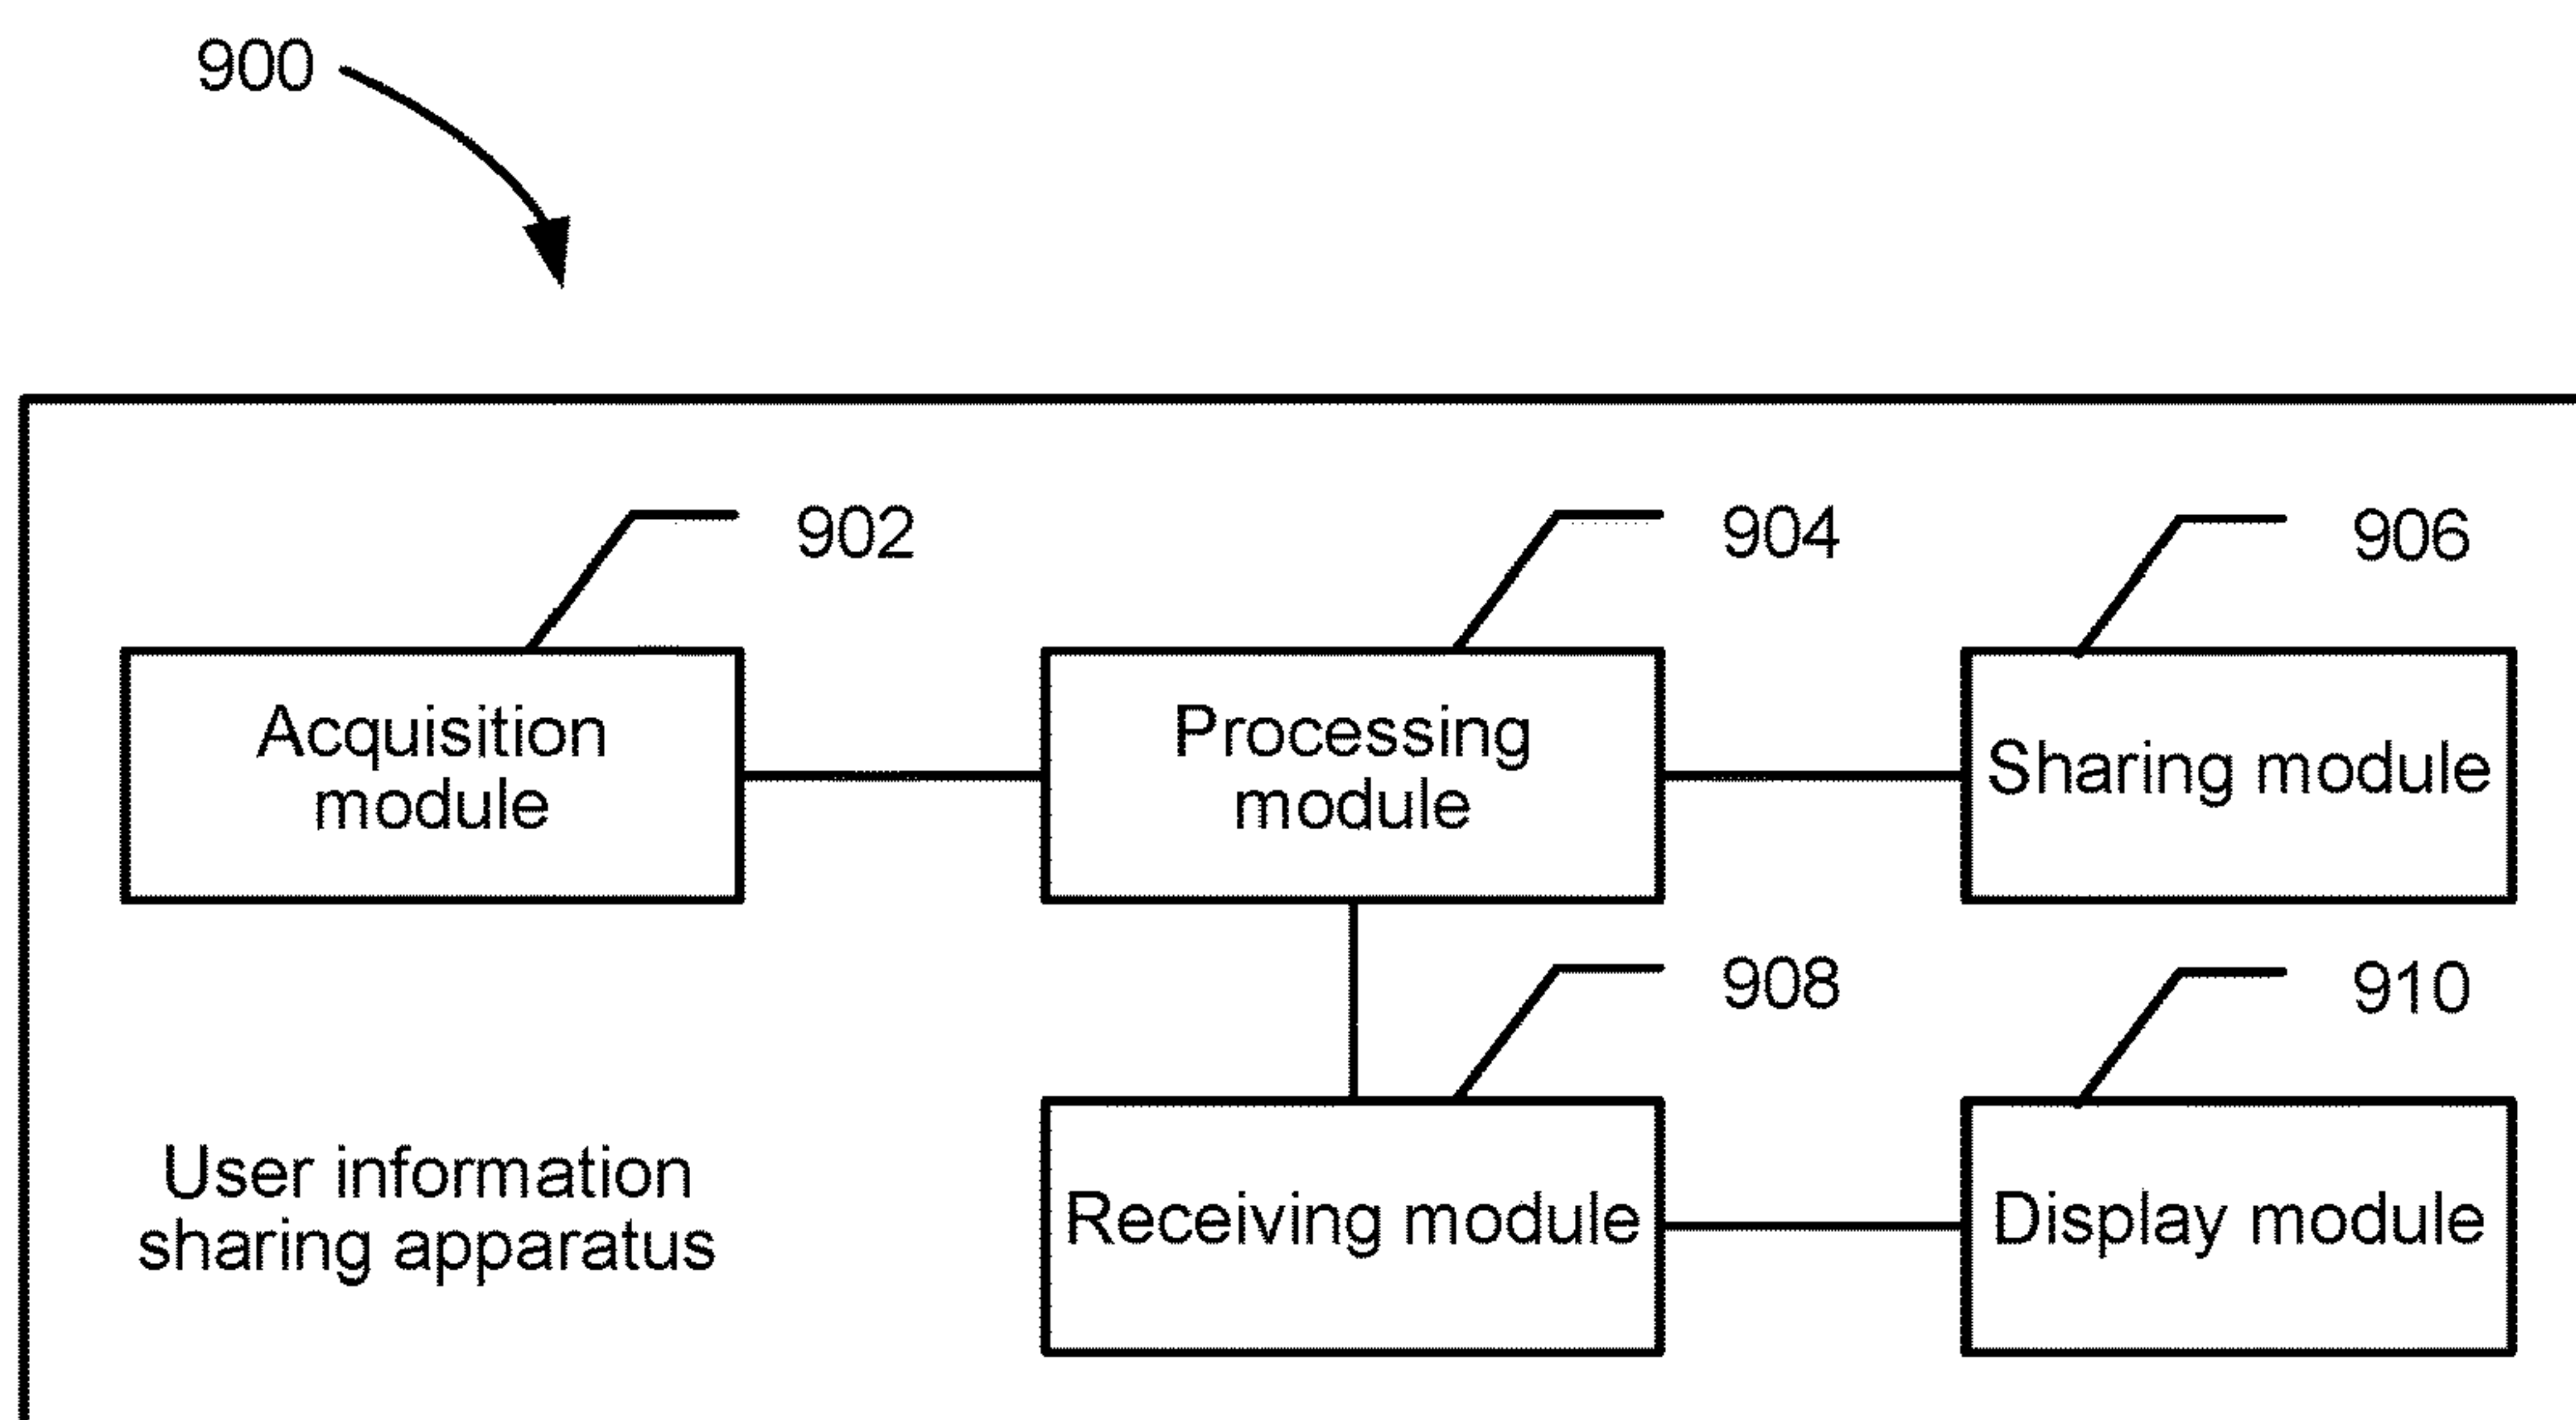 900
902
904
906
Acquisition
module
Processing
module
Sharing module
908
910
User information
sharing apparatus
Receiving module
Display module